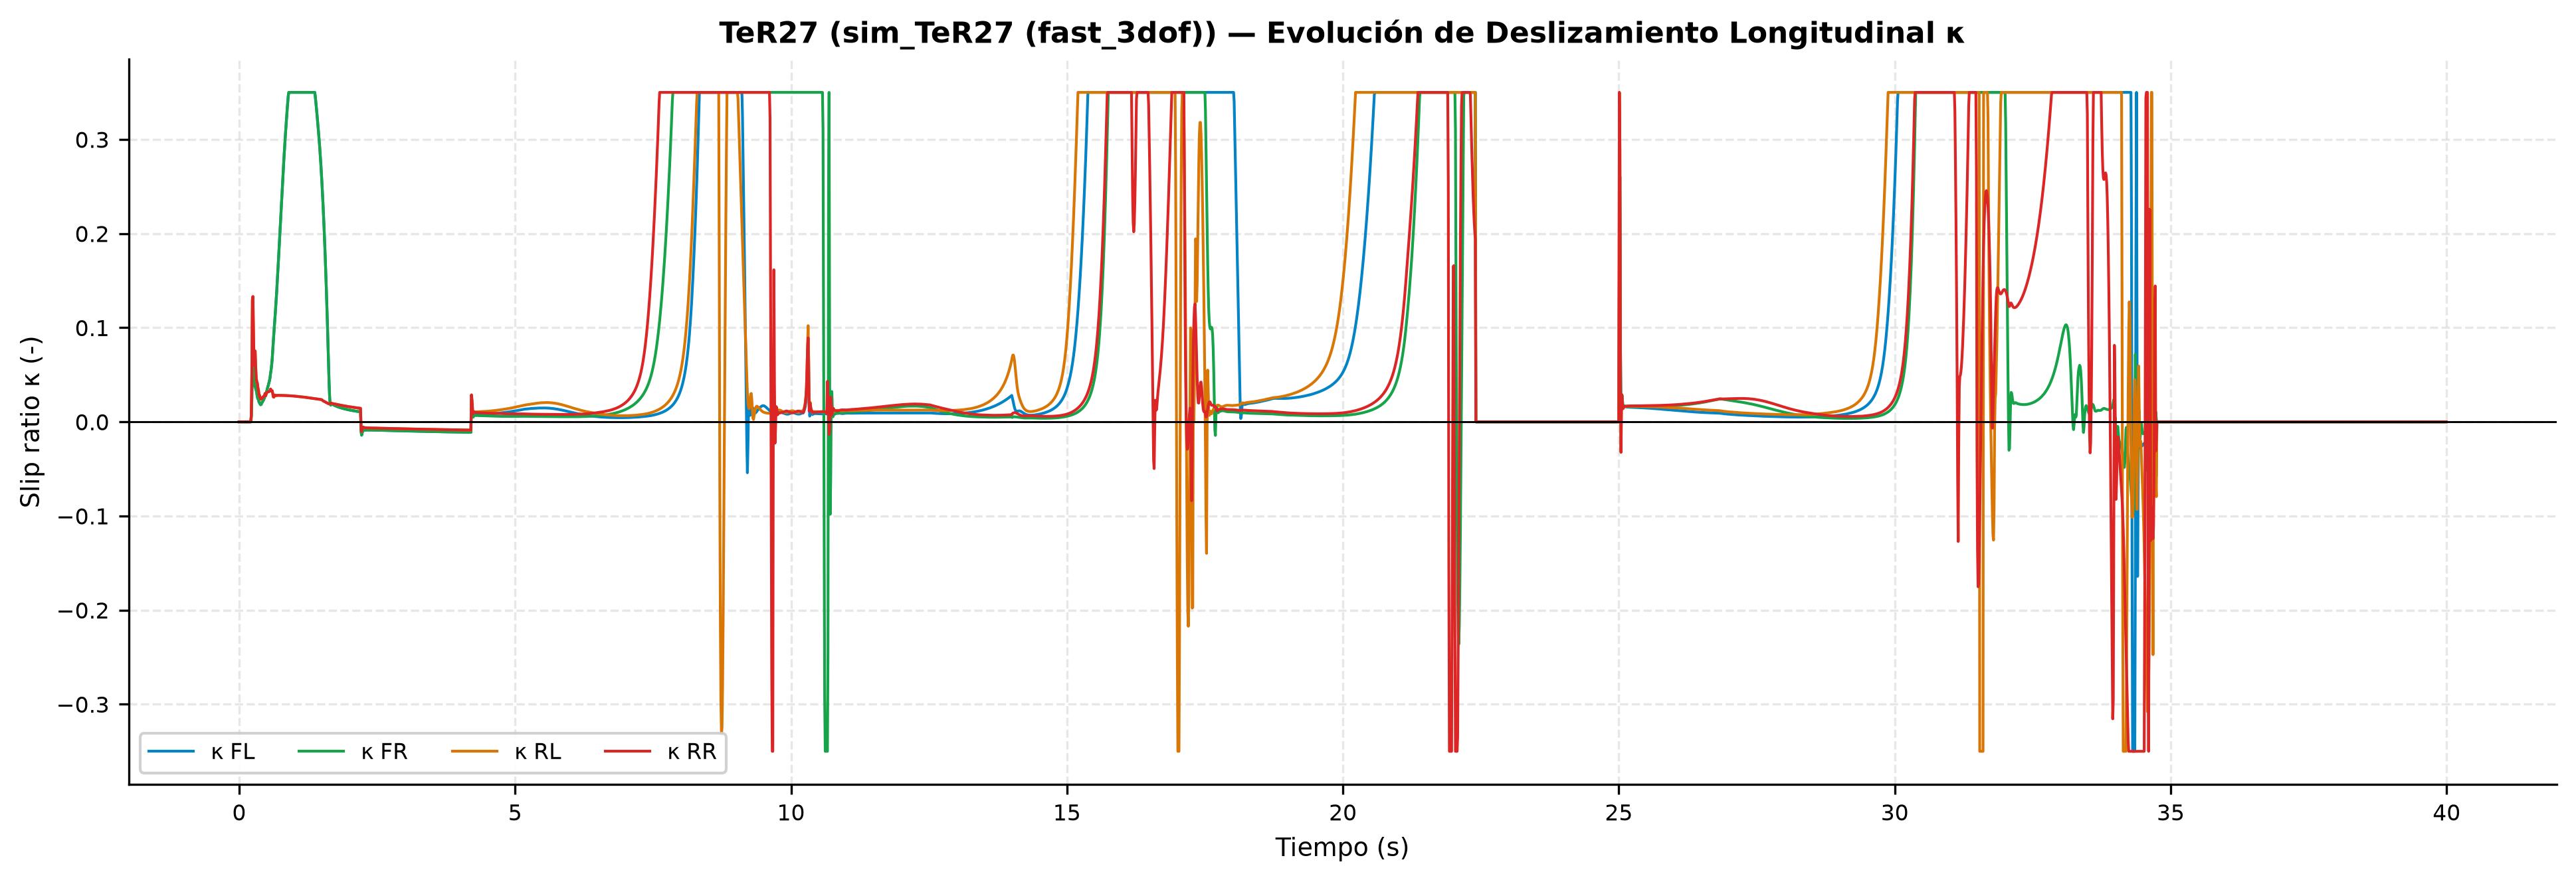 TeR27 (sim_TeR27 (fast_3dof)) — Evolución de Deslizamiento Longitudinal κ
Slip ratio κ (-)
0.3
0.2
0.1
0.0
−0.1
−0.2
−0.3
κ FL κ FR κ RL κ RR
0 5 10 15 20 25 30 35 40
Tiempo (s)